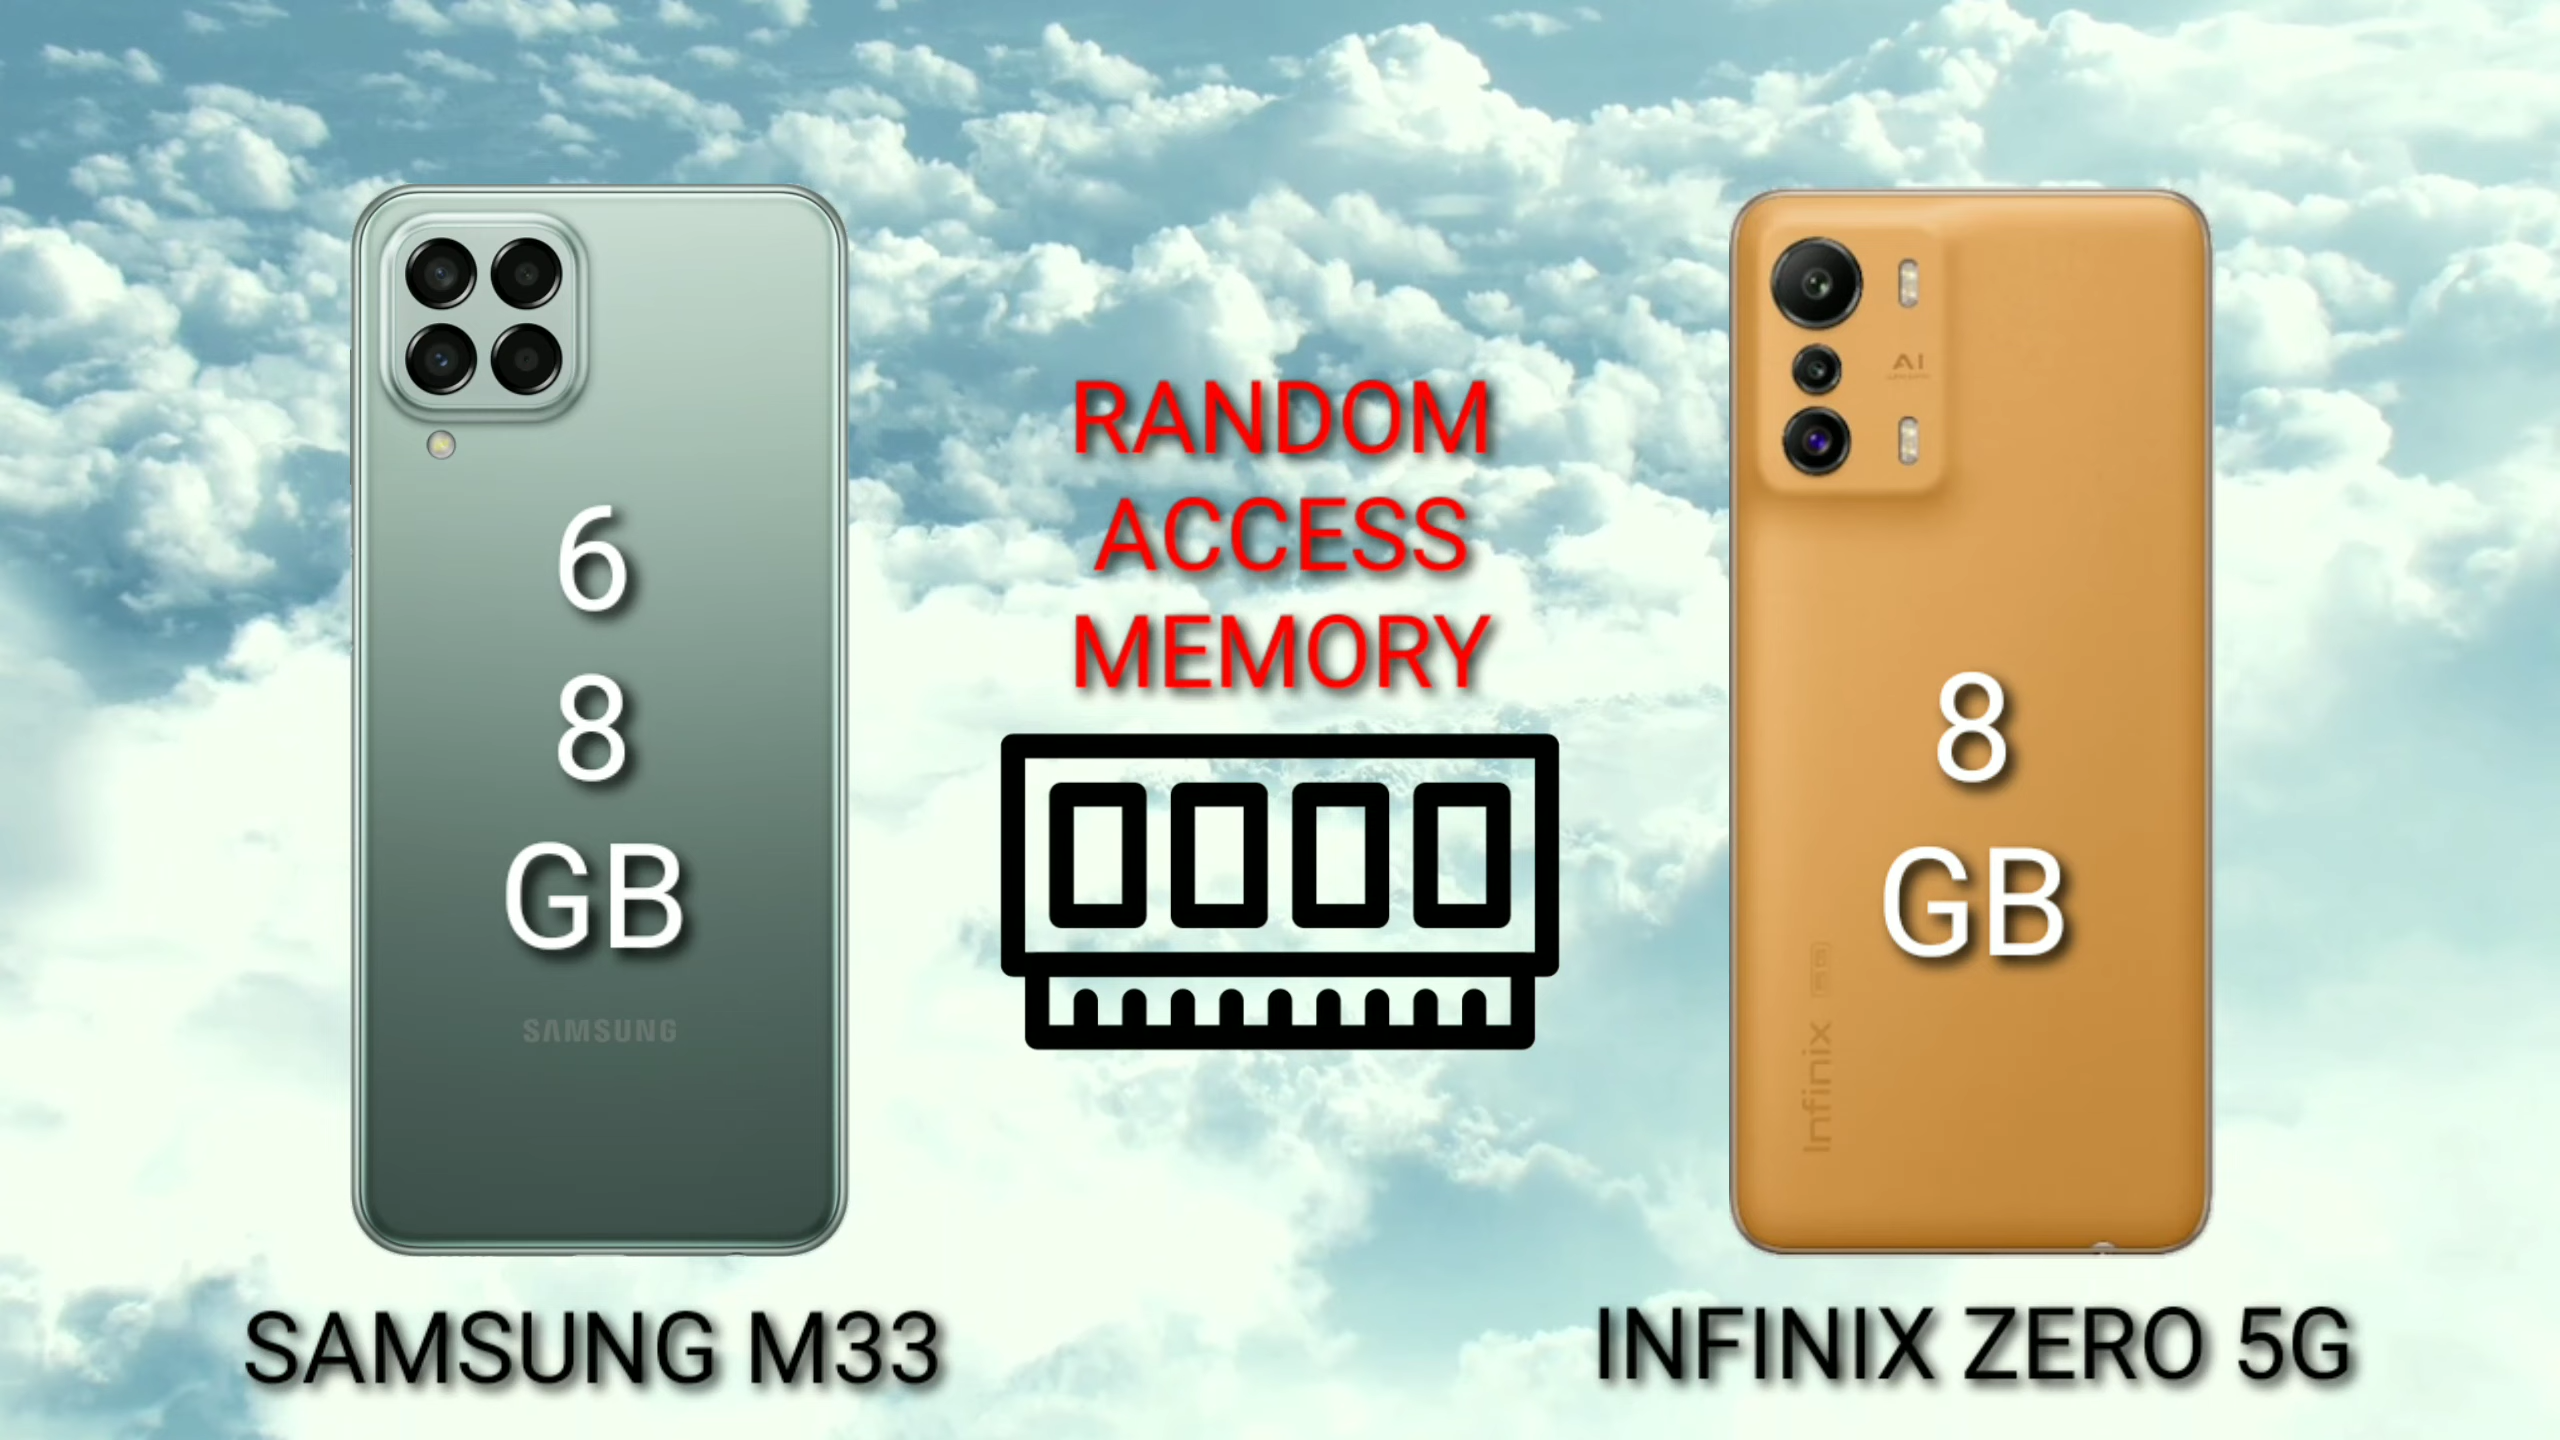 RANDOM
ACCESS
MEMORY
6
8
GB
SAMSUNG
SAMSUNG M33
AI
8
GB
Infinix
INFINIX ZERO 5G